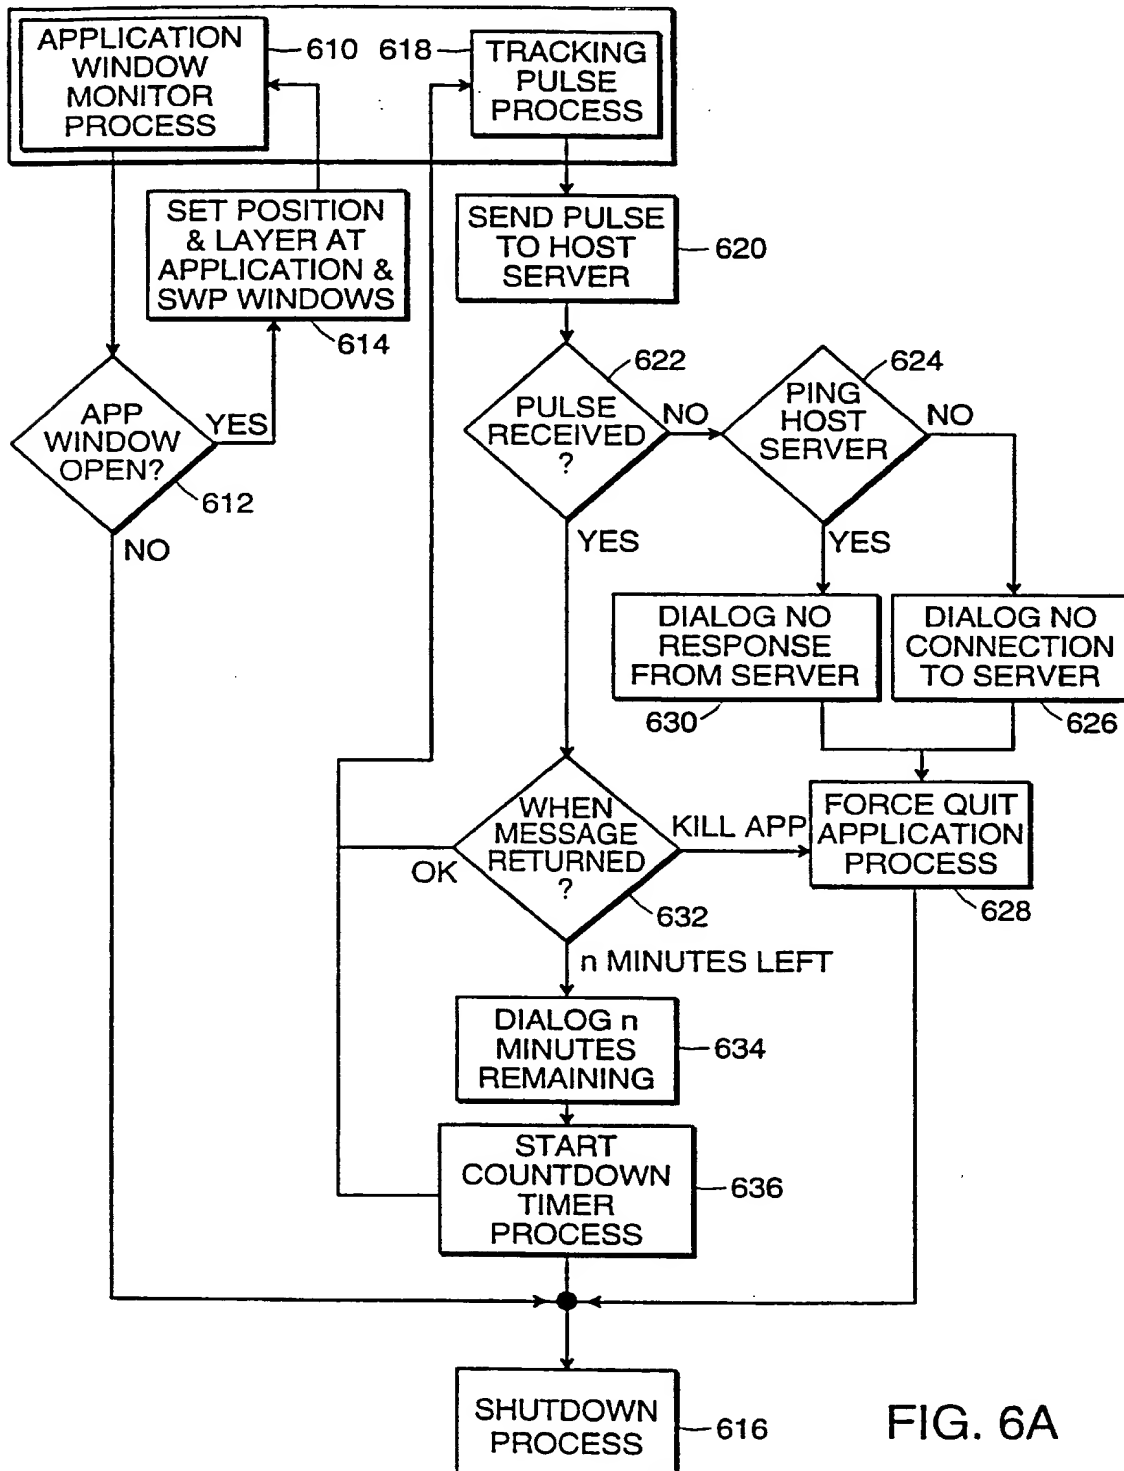 APPLICATION
WINDOW
MONITOR
PROCESS
610
618
TRACKING
PULSE
PROCESS
SET POSITION
& LAYER AT
APPLICATION &
SWP WINDOWS
614
SEND PULSE
TO HOST
SERVER
620
APP
WINDOW
OPEN?
YES
612
NO
PULSE
RECEIVED
?
622
NO
YES
PING
HOST
SERVER
624
NO
YES
DIALOG NO
RESPONSE
FROM SERVER
630
DIALOG NO
CONNECTION
TO SERVER
626
WHEN
MESSAGE
RETURNED
?
OK
KILL APP
632
n MINUTES LEFT
FORCE QUIT
APPLICATION
PROCESS
628
DIALOG n
MINUTES
REMAINING
634
START
COUNTDOWN
TIMER
PROCESS
636
SHUTDOWN
PROCESS
616
FIG. 6A